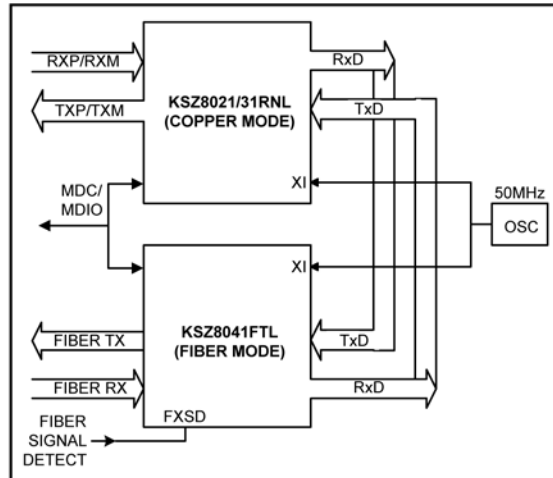 RXP/RXM
RxD
KSZ8021/31RNL
(COPPER MODE)
TXP/TXM
TxD
XI
MDC/
MDIO
50MHz
OSC
XI
KSZ8041FTL
(FIBER MODE)
FIBER TX
TxD
FIBER RX
RxD
FXSD
FIBER
SIGNAL
DETECT